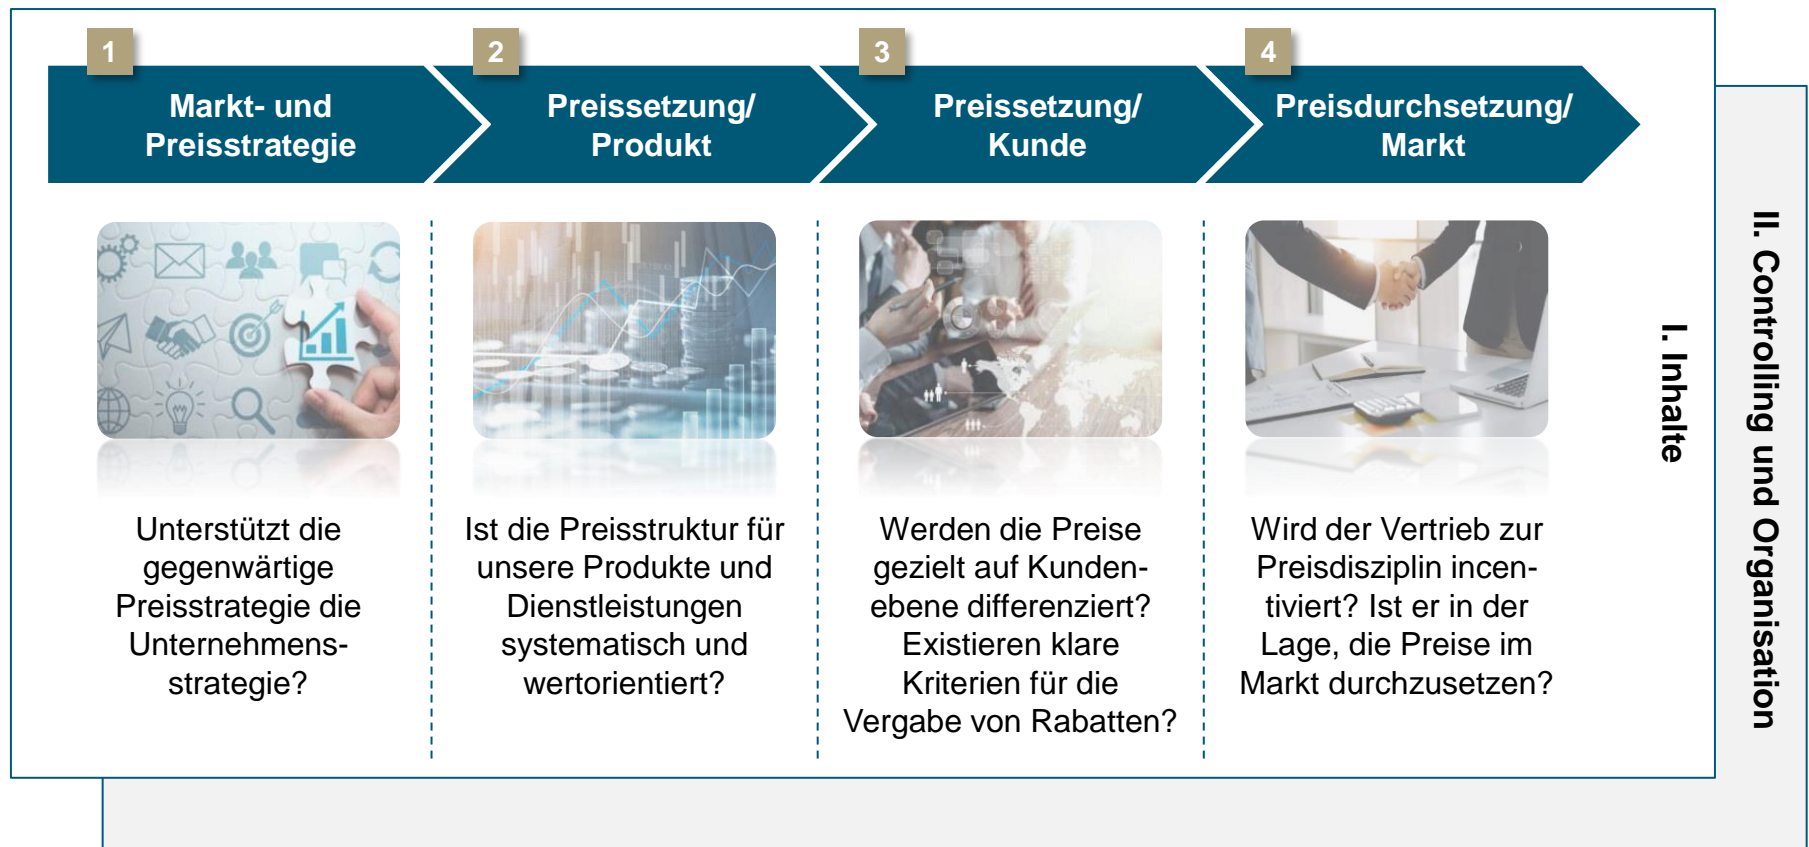 1
Markt- und
Preisstrategie
2
Preissetzung/
Produkt
3
Preissetzung/
Kunde
4
Preisdurchsetzung/
Markt
Unterstützt die
gegenwärtige
Preisstrategie die
Unternehmens-
strategie?
Ist die Preisstruktur für
unsere Produkte und
Dienstleistungen
systematisch und
wertorientiert?
Werden die Preise
gezielt auf Kunden-
ebene differenziert?
Existieren klare
Kriterien für die
Vergabe von Rabatten?
Wird der Vertrieb zur
Preisdisziplin incen-
tiviert? Ist er in der
Lage, die Preise im
Markt durchzusetzen?
I. Inhalte
II. Controlling und Organisation